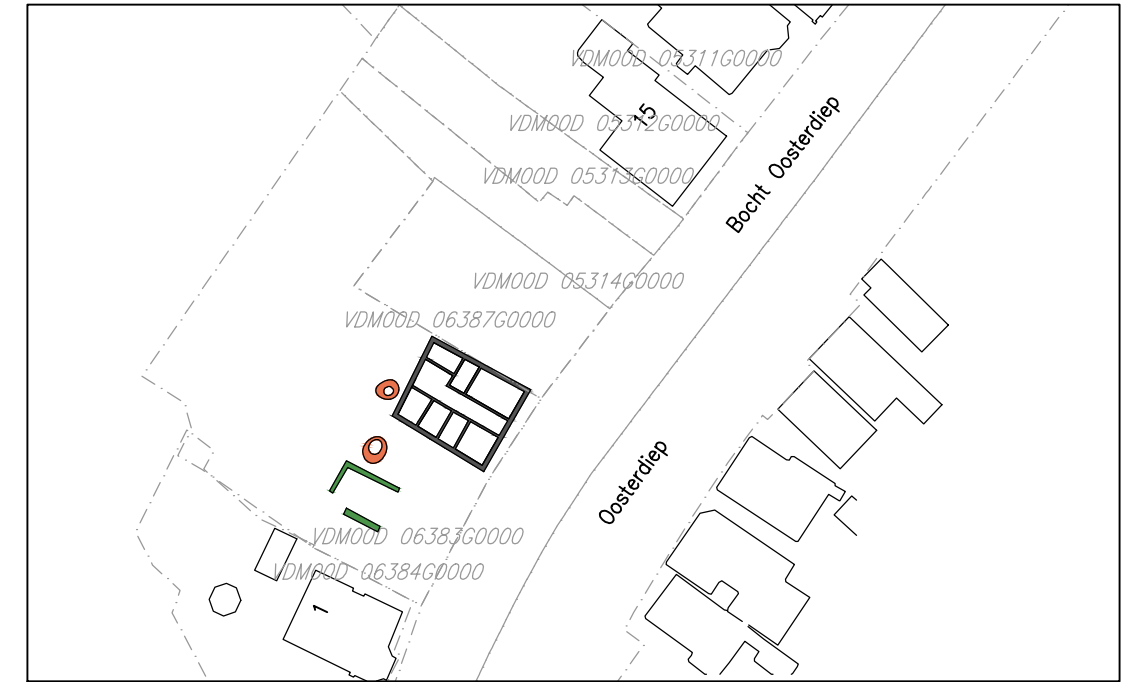 VDM00D 05311G0000
15
VDM00D 05312G0000
Bocht Oosterdiep
VDM00D 05313G0000
VDM00D 05314G0000
VDM00D 06387G0000
Oosterdiep
VDM00D 06383G0000
VDM00D 06384G0000
1